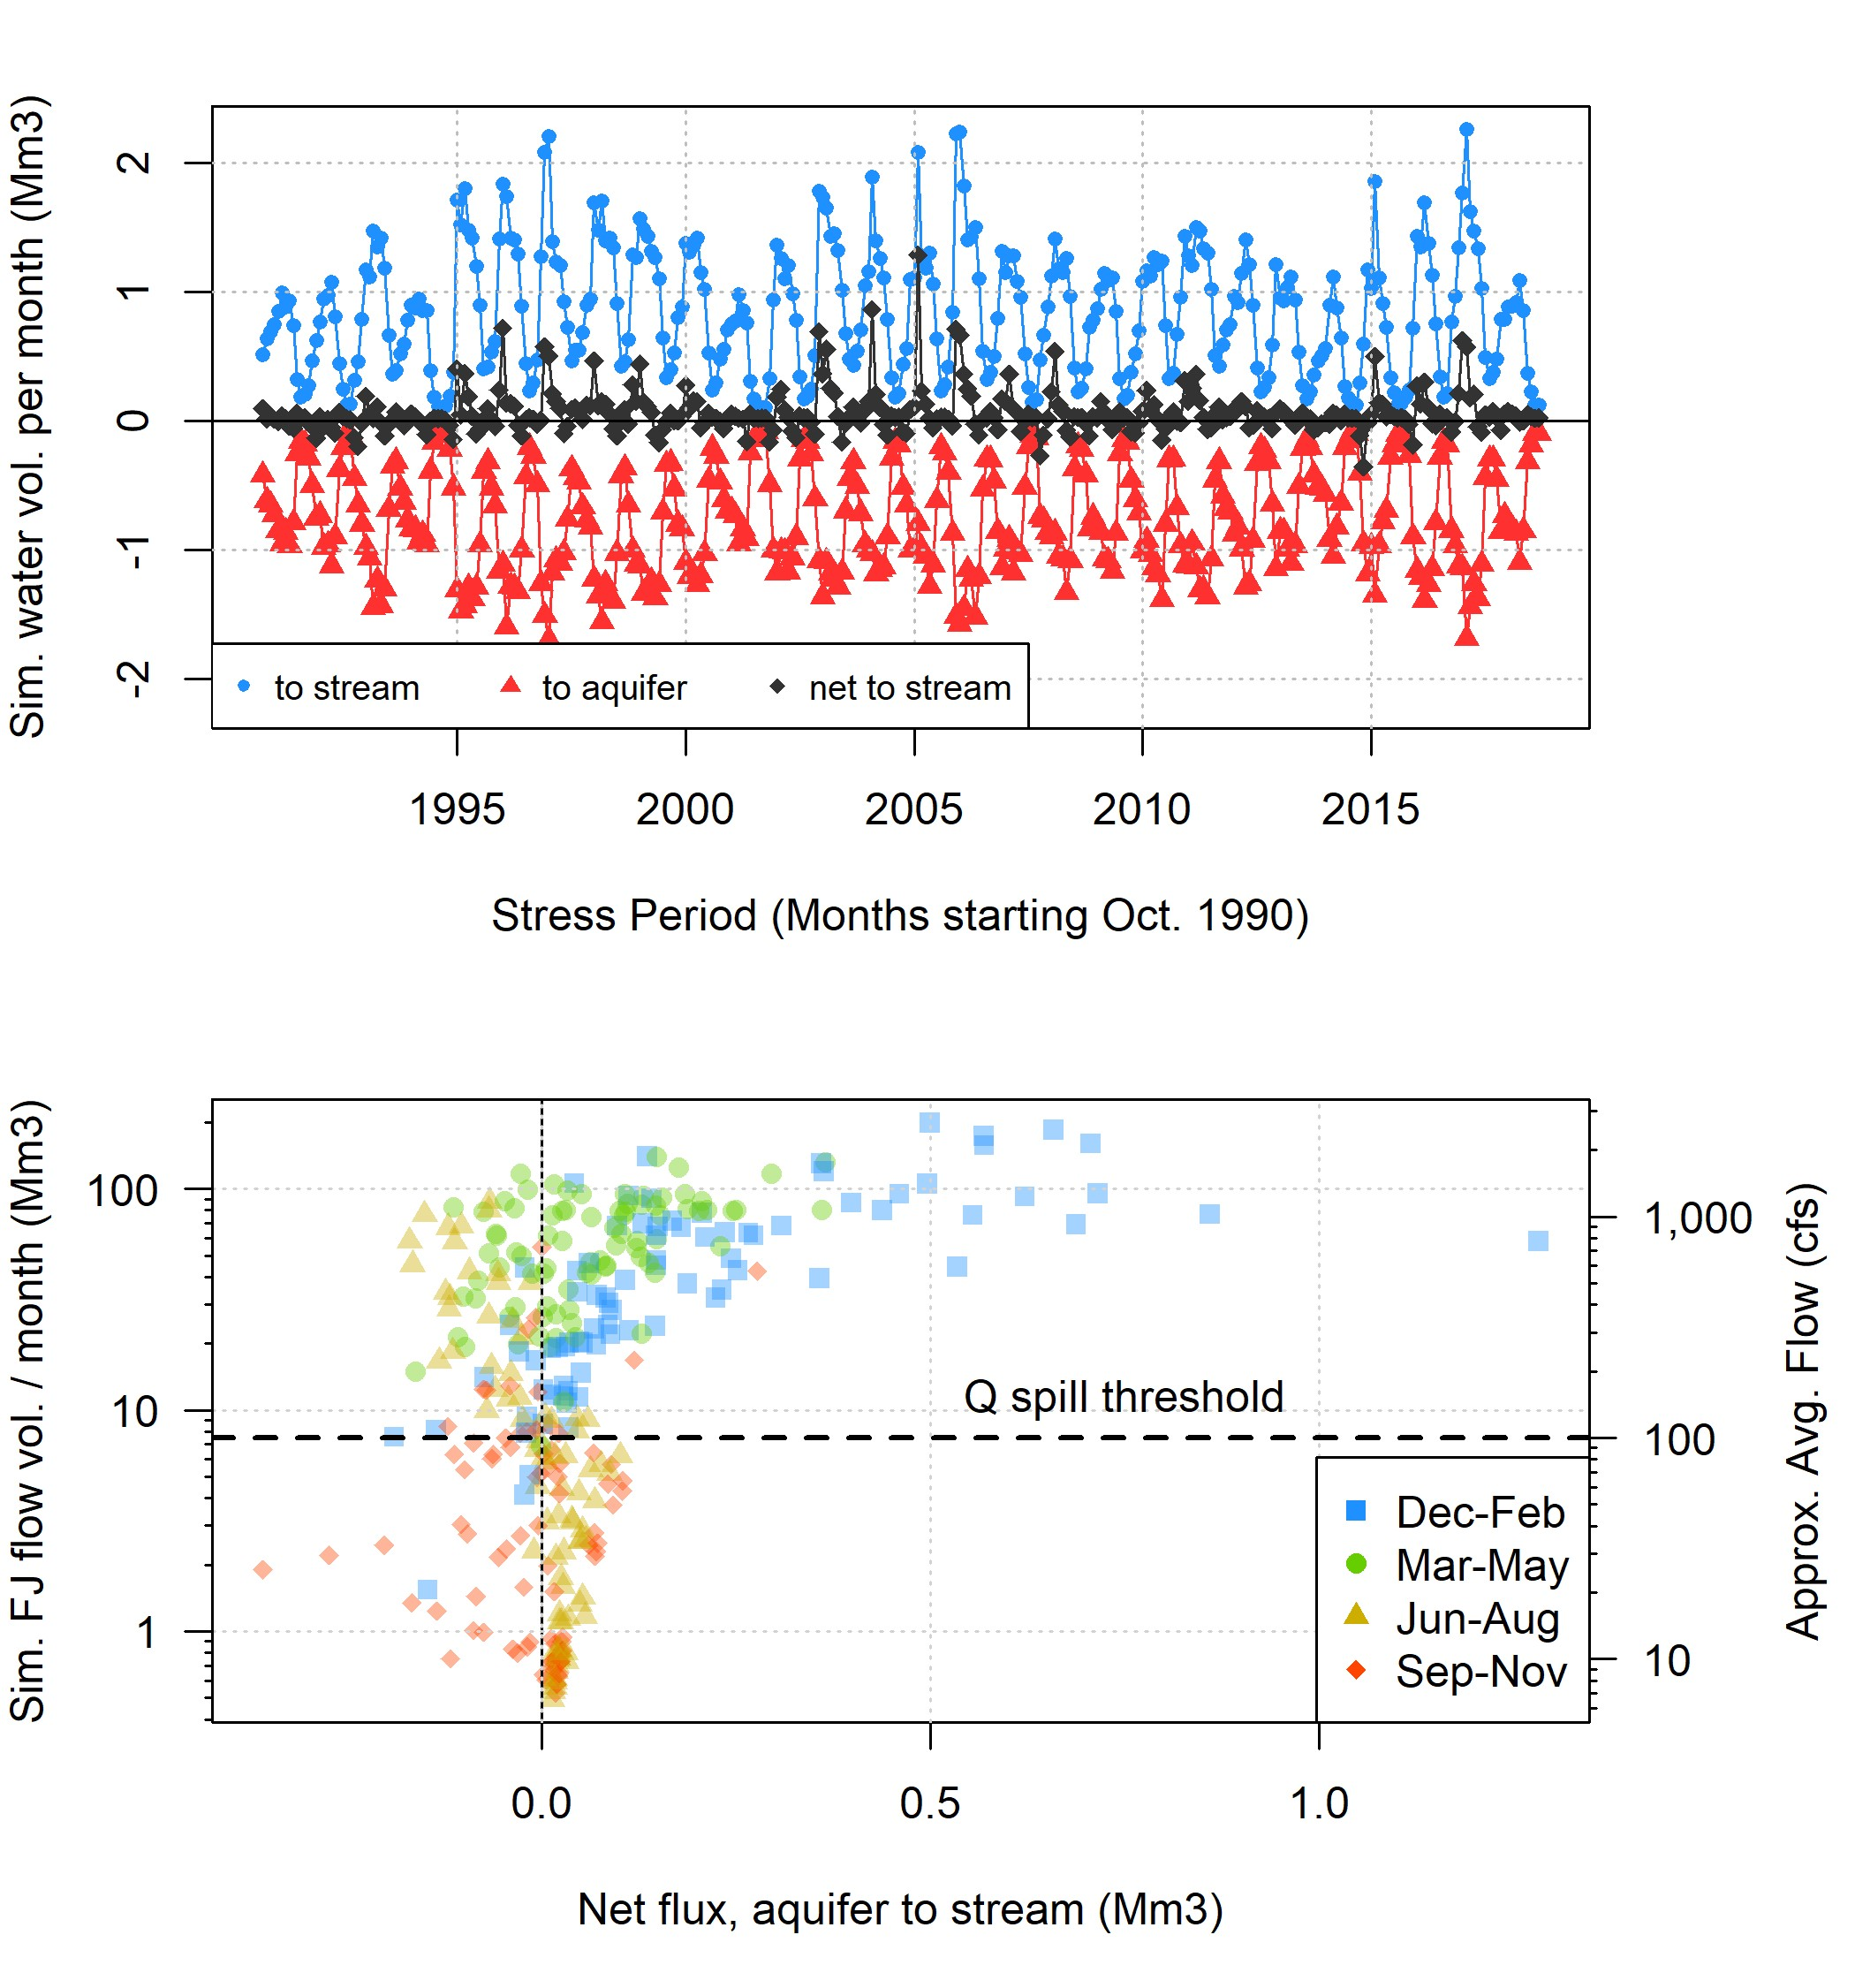 Sim. water vol. per month (Mm3)
2
1
0
-1
-2
to stream
to aquifer
net to stream
1995
2000
2005
2010
2015
Stress Period (Months starting Oct. 1990)
Sim. FJ flow vol. / month (Mm3)
100
10
1
Q spill threshold
1,000
100
10
Approx. Avg. Flow (cfs)
Dec-Feb
Mar-May
Jun-Aug
Sep-Nov
0.0
0.5
1.0
Net flux, aquifer to stream (Mm3)